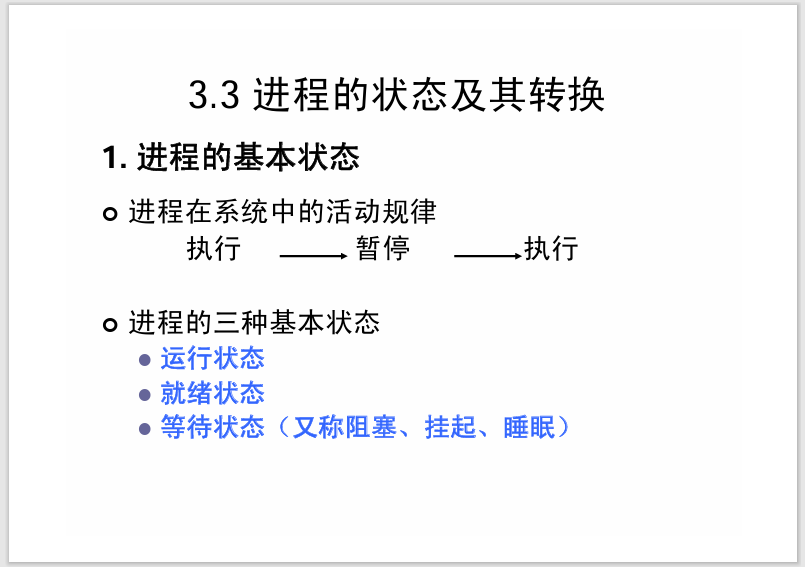 3.3 进程的状态及其转换
1. 进程的基本状态
进程在系统中的活动规律
执行 暂停 执行
进程的三种基本状态
运行状态
就绪状态
等待状态（又称阻塞、挂起、睡眠）